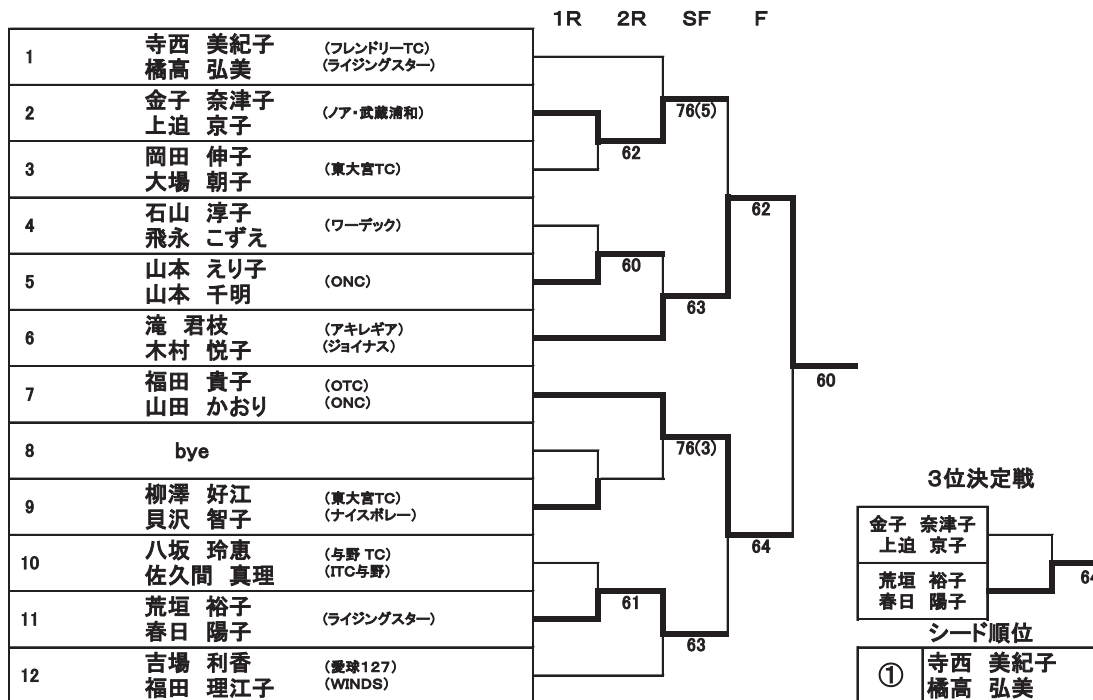 1R 2R SF F
1 寺西 美紀子 (フレンドリーTC)
橘高 弘美 (ライジングスター)
2 金子 奈津子 (ノア・武蔵浦和)
上迫 京子
76(5)
62
3 岡田 伸子 (東大宮TC)
大場 朝子
4 石山 淳子 (ワーデック)
飛永 こずえ
62
60
5 山本 えり子 (ONC)
山本 千明
63
6 滝 君枝 (アキレギア)
木村 悦子 (ジョイナス)
60
7 福田 貴子 (OTC)
山田 かおり (ONC)
8 bye
76(3)
9 柳澤 好江 (東大宮TC)
貝沢 智子 (ナイスボレー)
64
10 八坂 玲恵 (与野 TC)
佐久間 真理 (ITC与野)
61
11 荒垣 裕子 (ライジングスター)
春日 陽子
63
12 吉場 利香 (愛球127)
福田 理江子 (WINDS)
3位決定戦
金子 奈津子
上迫 京子
64
荒垣 裕子
春日 陽子
シード順位
① 寺西 美紀子
橘高 弘美